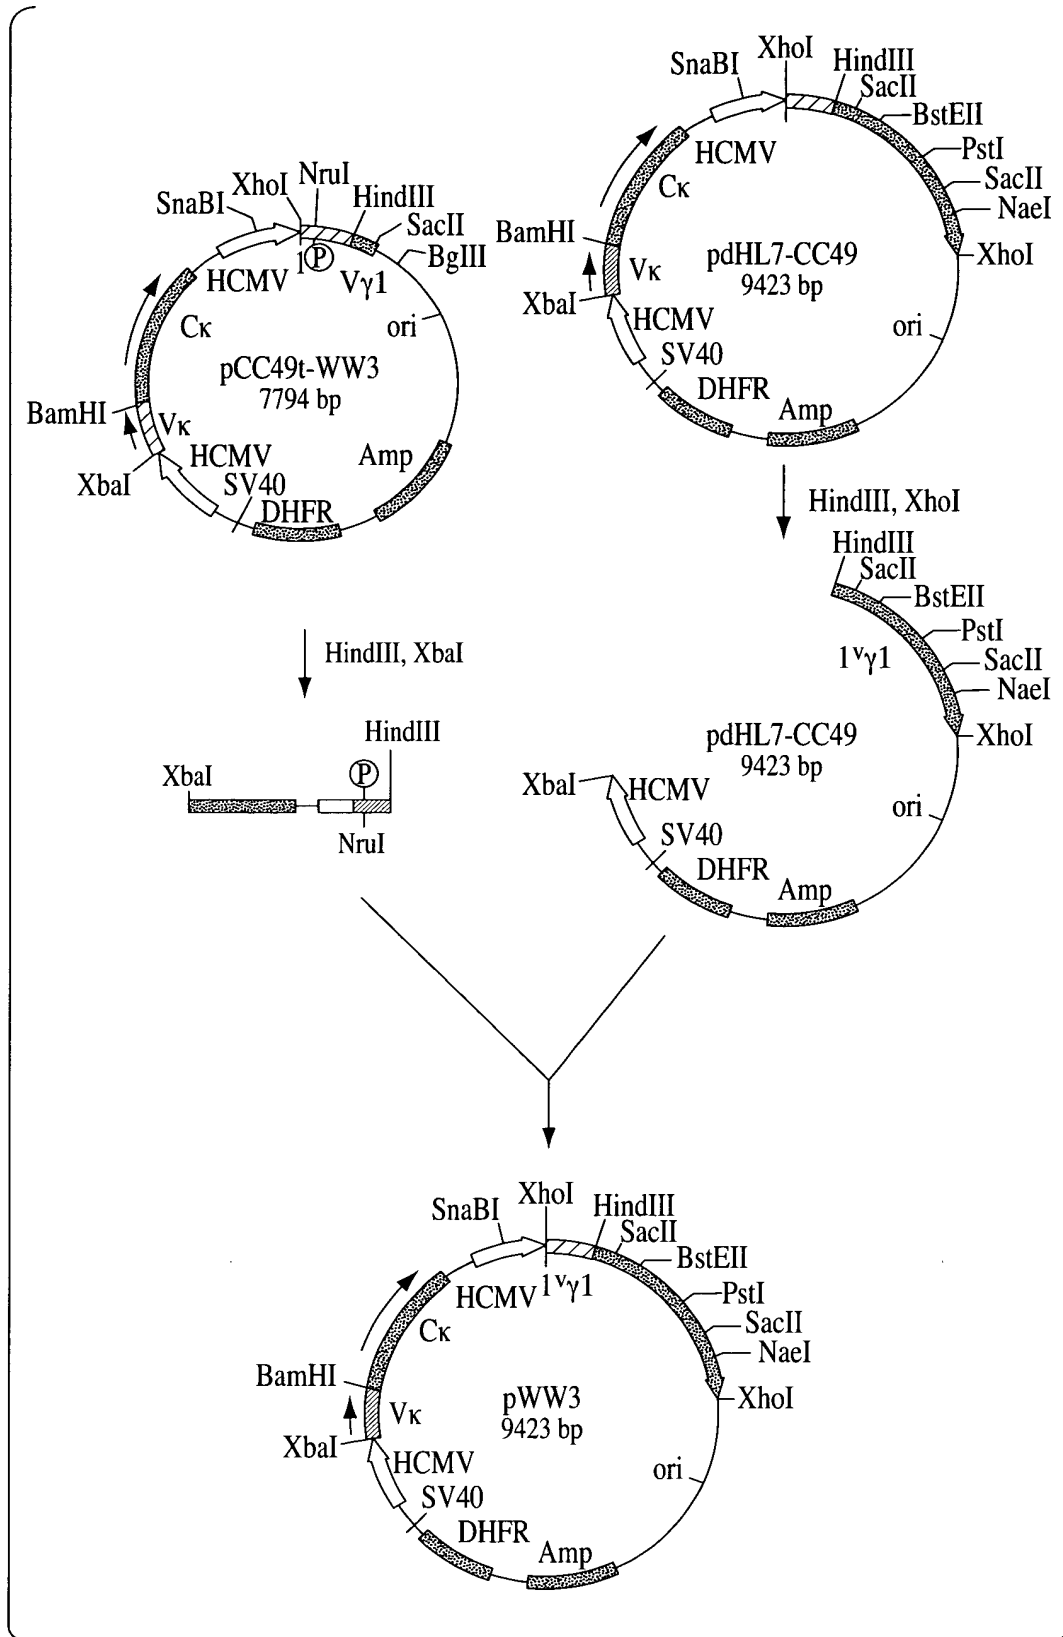 SnaBI
XhoI
NruI
HindIII
SacII
BgIII
HCMV
1
P
Vγ1
ori
Cκ
pCC49t-WW3
7794 bp
BamHI
Vκ
XbaI
HCMV
SV40
DHFR
Amp
SnaBI
XhoI
HindIII
SacII
BstEII
PstI
SacII
NaeI
XhoI
HCMV
Cκ
BamHI
Vκ
XbaI
pdHL7-CC49
9423 bp
HCMV
SV40
DHFR
Amp
ori
HindIII, XbaI
XbaI
HindIII
P
NruI
HindIII, XhoI
HindIII
SacII
BstEII
PstI
1ᵛγ1
SacII
NaeI
XhoI
pdHL7-CC49
9423 bp
XbaI
HCMV
SV40
DHFR
Amp
ori
SnaBI
XhoI
HindIII
SacII
BstEII
PstI
SacII
NaeI
XhoI
HCMV
1ᵛγ1
Cκ
BamHI
Vκ
XbaI
pWW3
9423 bp
HCMV
SV40
DHFR
Amp
ori